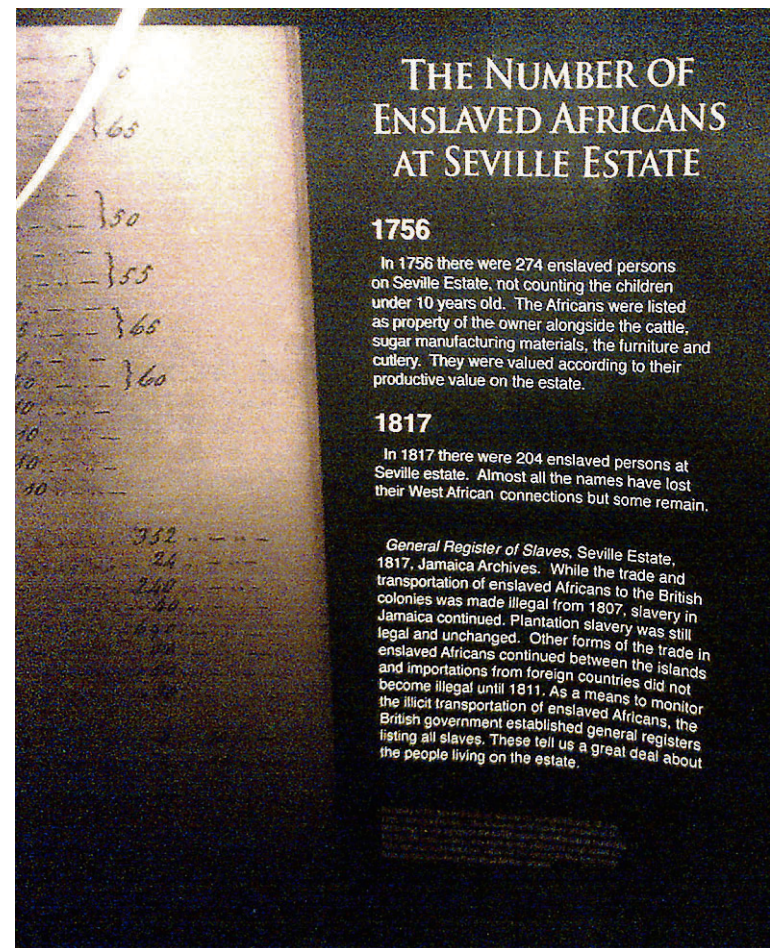 THE NUMBER OF
ENSLAVED AFRICANS
AT SEVILLE ESTATE
1756
In 1756 there were 274 enslaved persons
on Seville Estate, not counting the children
under 10 years old. The Africans were listed
as property of the owner alongside the cattle,
sugar manufacturing materials, the furniture and
cutlery. They were valued according to their
productive value on the estate.
1817
In 1817 there were 204 enslaved persons at
Seville estate. Almost all the names have lost
their West African connections but some remain.
General Register of Slaves, Seville Estate,
1817, Jamaica Archives. While the trade and
transportation of enslaved Africans to the British
colonies was made illegal from 1807, slavery in
Jamaica continued. Plantation slavery was still
legal and unchanged. Other forms of the trade in
enslaved Africans continued between the islands
and importations from foreign countries did not
become illegal until 1811. As a means to monitor
the illicit transportation of enslaved Africans, the
British government established general registers
listing all slaves. These tell us a great deal about
the people living on the estate.
65
50
55
65
60
352
24